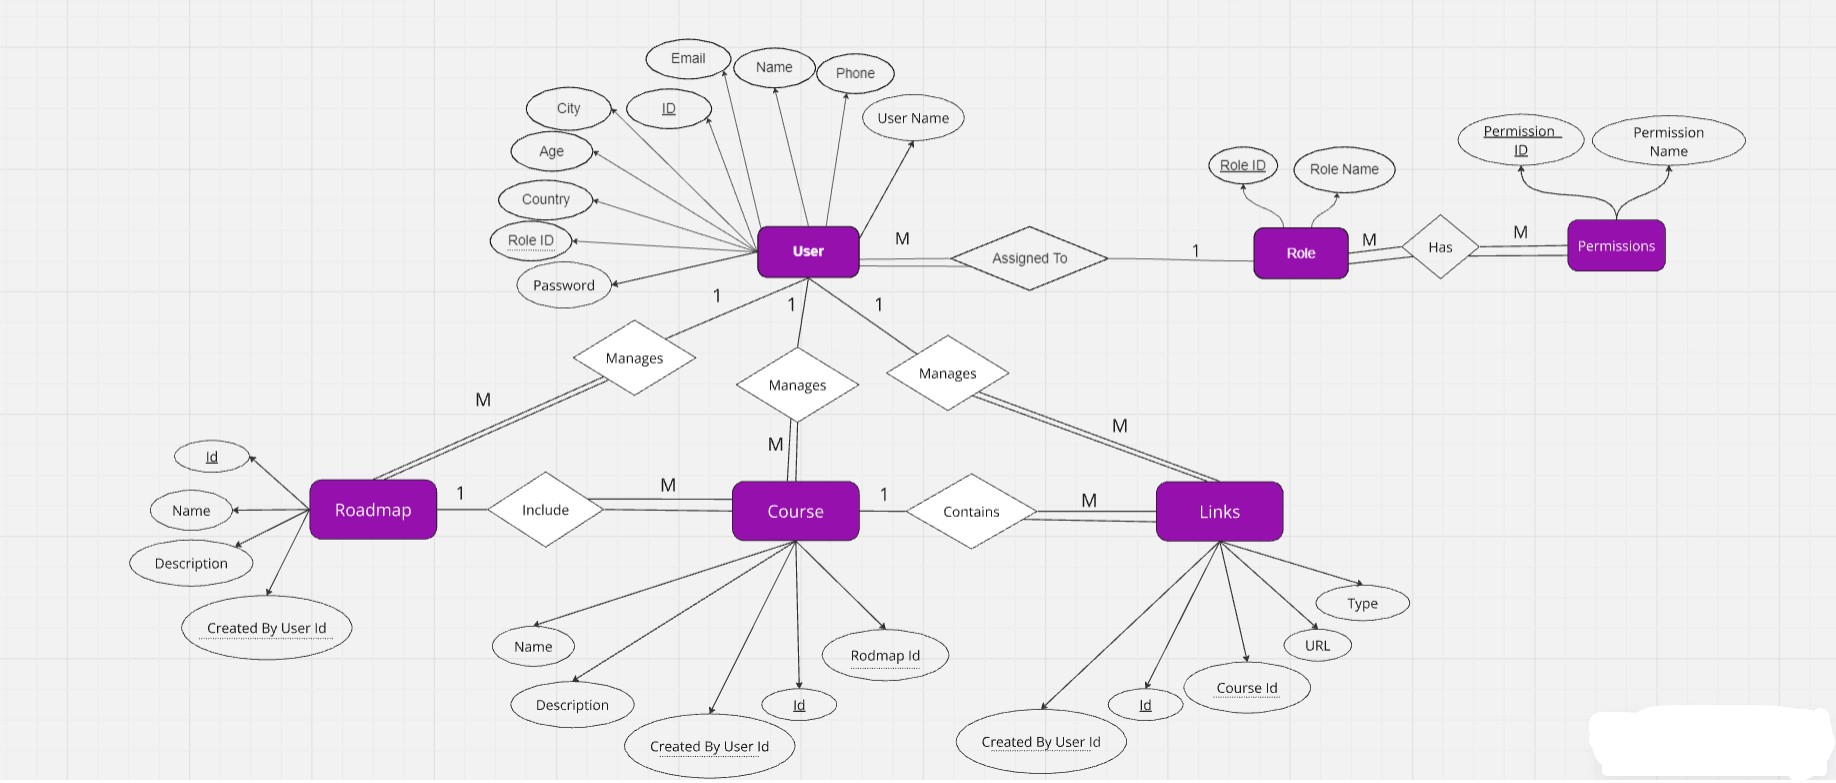 Email
Name
Phone
City
ID
User Name
Age
Country
Role ID
Password
User
M
Assigned To
1
Role ID
Role Name
Role
M
Has
M
Permission
ID
Permission
Name
Permissions
1
1
1
Manages
Manages
Manages
M
M
M
Id
Name
Description
Created By User Id
Roadmap
1
Include
M
Course
1
Contains
M
Links
Name
Description
Created By User Id
Id
Rodmap Id
Created By User Id
Id
Course Id
URL
Type